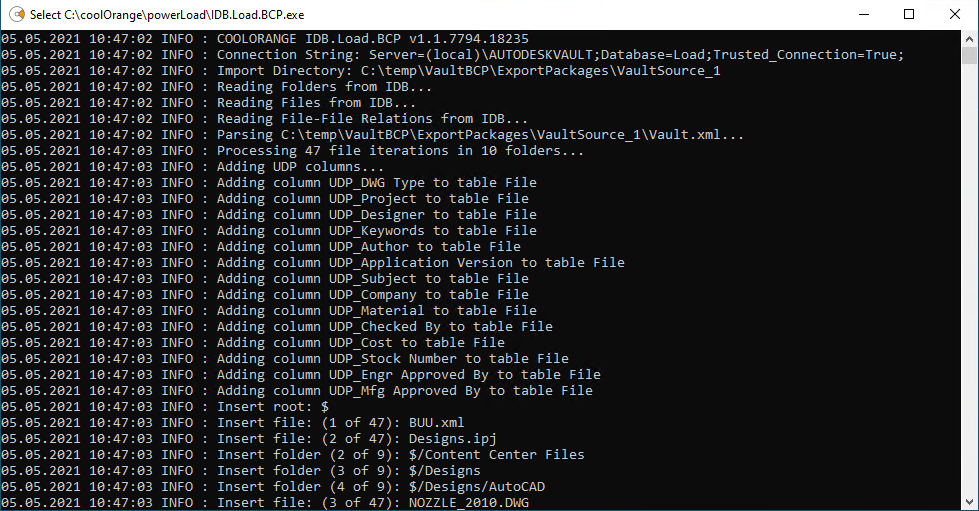 Select C:\coolOrange\powerLoad\IDB.Load.BCP.exe
05.05.2021 10:47:02 INFO : COOLORANGE IDB.Load.BCP v1.1.7794.18235
05.05.2021 10:47:02 INFO : Connection String: Server=(local)\AUTODESKVAULT;Database=Load;Trusted_Connection=True;
05.05.2021 10:47:02 INFO : Import Directory: C:\temp\VaultBCP\ExportPackages\VaultSource_1
05.05.2021 10:47:02 INFO : Reading Folders from IDB...
05.05.2021 10:47:02 INFO : Reading Files from IDB...
05.05.2021 10:47:02 INFO : Reading File-File Relations from IDB...
05.05.2021 10:47:02 INFO : Parsing C:\temp\VaultBCP\ExportPackages\VaultSource_1\Vault.xml...
05.05.2021 10:47:03 INFO : Processing 47 file iterations in 10 folders...
05.05.2021 10:47:03 INFO : Adding UDP columns...
05.05.2021 10:47:03 INFO : Adding column UDP_DWG Type to table File
05.05.2021 10:47:03 INFO : Adding column UDP_Project to table File
05.05.2021 10:47:03 INFO : Adding column UDP_Designer to table File
05.05.2021 10:47:03 INFO : Adding column UDP_Keywords to table File
05.05.2021 10:47:03 INFO : Adding column UDP_Author to table File
05.05.2021 10:47:03 INFO : Adding column UDP_Application Version to table File
05.05.2021 10:47:03 INFO : Adding column UDP_Subject to table File
05.05.2021 10:47:03 INFO : Adding column UDP_Company to table File
05.05.2021 10:47:03 INFO : Adding column UDP_Material to table File
05.05.2021 10:47:03 INFO : Adding column UDP_Checked By to table File
05.05.2021 10:47:03 INFO : Adding column UDP_Cost to table File
05.05.2021 10:47:03 INFO : Adding column UDP_Stock Number to table File
05.05.2021 10:47:03 INFO : Adding column UDP_Engr Approved By to table File
05.05.2021 10:47:03 INFO : Adding column UDP_Mfg Approved By to table File
05.05.2021 10:47:03 INFO : Insert root: $
05.05.2021 10:47:03 INFO : Insert file: (1 of 47): BUU.xml
05.05.2021 10:47:03 INFO : Insert file: (2 of 47): Designs.ipj
05.05.2021 10:47:03 INFO : Insert folder (2 of 9): $/Content Center Files
05.05.2021 10:47:03 INFO : Insert folder (3 of 9): $/Designs
05.05.2021 10:47:03 INFO : Insert folder (4 of 9): $/Designs/AutoCAD
05.05.2021 10:47:03 INFO : Insert file: (3 of 47): NOZZLE_2010.DWG